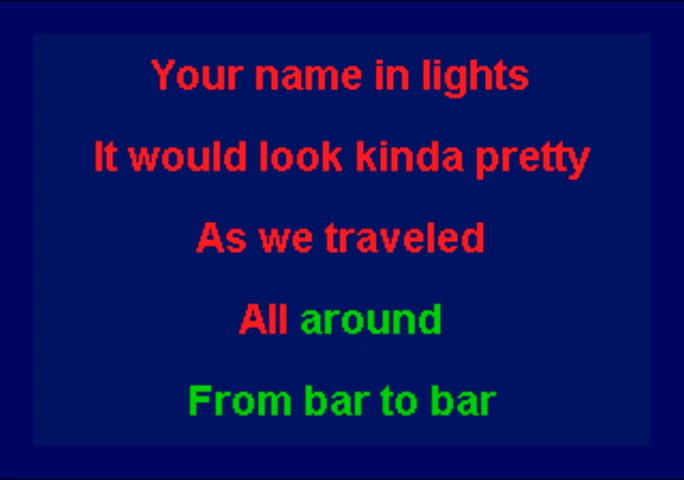 Your name in lights
It would look kinda pretty
As we traveled
All around
From bar to bar